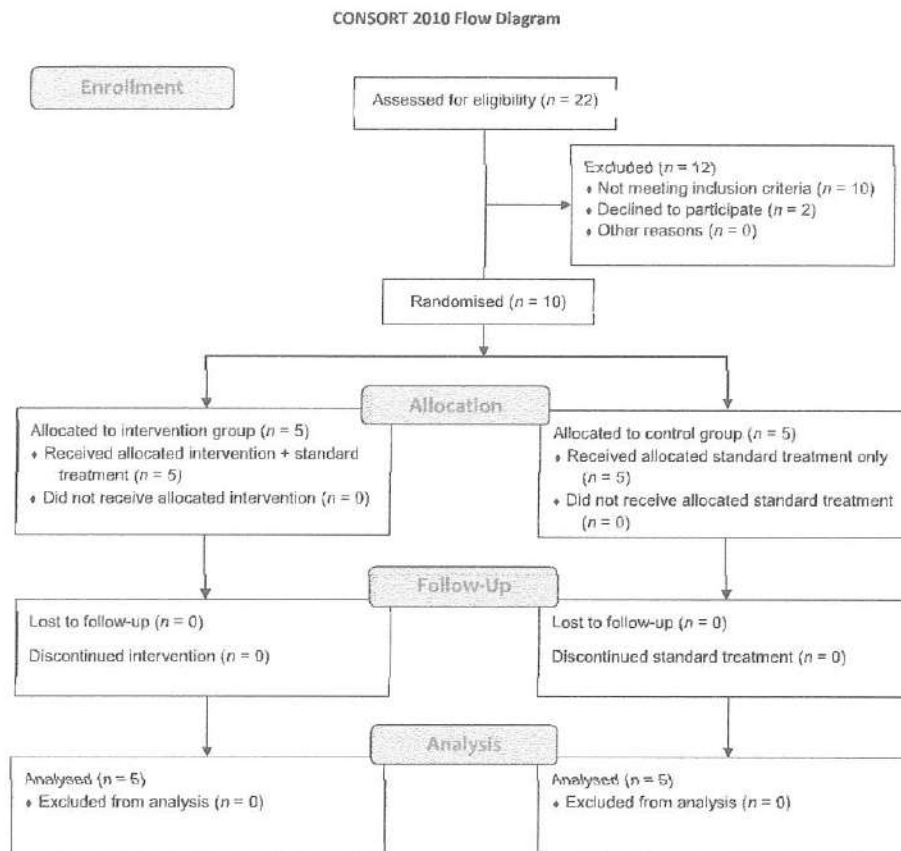 CONSORT 2010 Flow Diagram
Enrollment
Assessed for eligibility (n = 22)
Excluded (n = 12)
♦ Not meeting inclusion criteria (n = 10)
♦ Declined to participate (n = 2)
♦ Other reasons (n = 0)
Randomised (n = 10)
Allocation
Allocated to intervention group (n = 5)
♦ Received allocated intervention + standard
treatment (n = 5)
♦ Did not receive allocated intervention (n = 0)
Allocated to control group (n = 5)
♦ Received allocated standard treatment only
(n = 5)
♦ Did not receive allocated standard treatment
(n = 0)
Follow-Up
Lost to follow-up (n = 0)
Discontinued intervention (n = 0)
Lost to follow-up (n = 0)
Discontinued standard treatment (n = 0)
Analysis
Analysed (n = 5)
♦ Excluded from analysis (n = 0)
Analysed (n = 5)
♦ Excluded from analysis (n = 0)